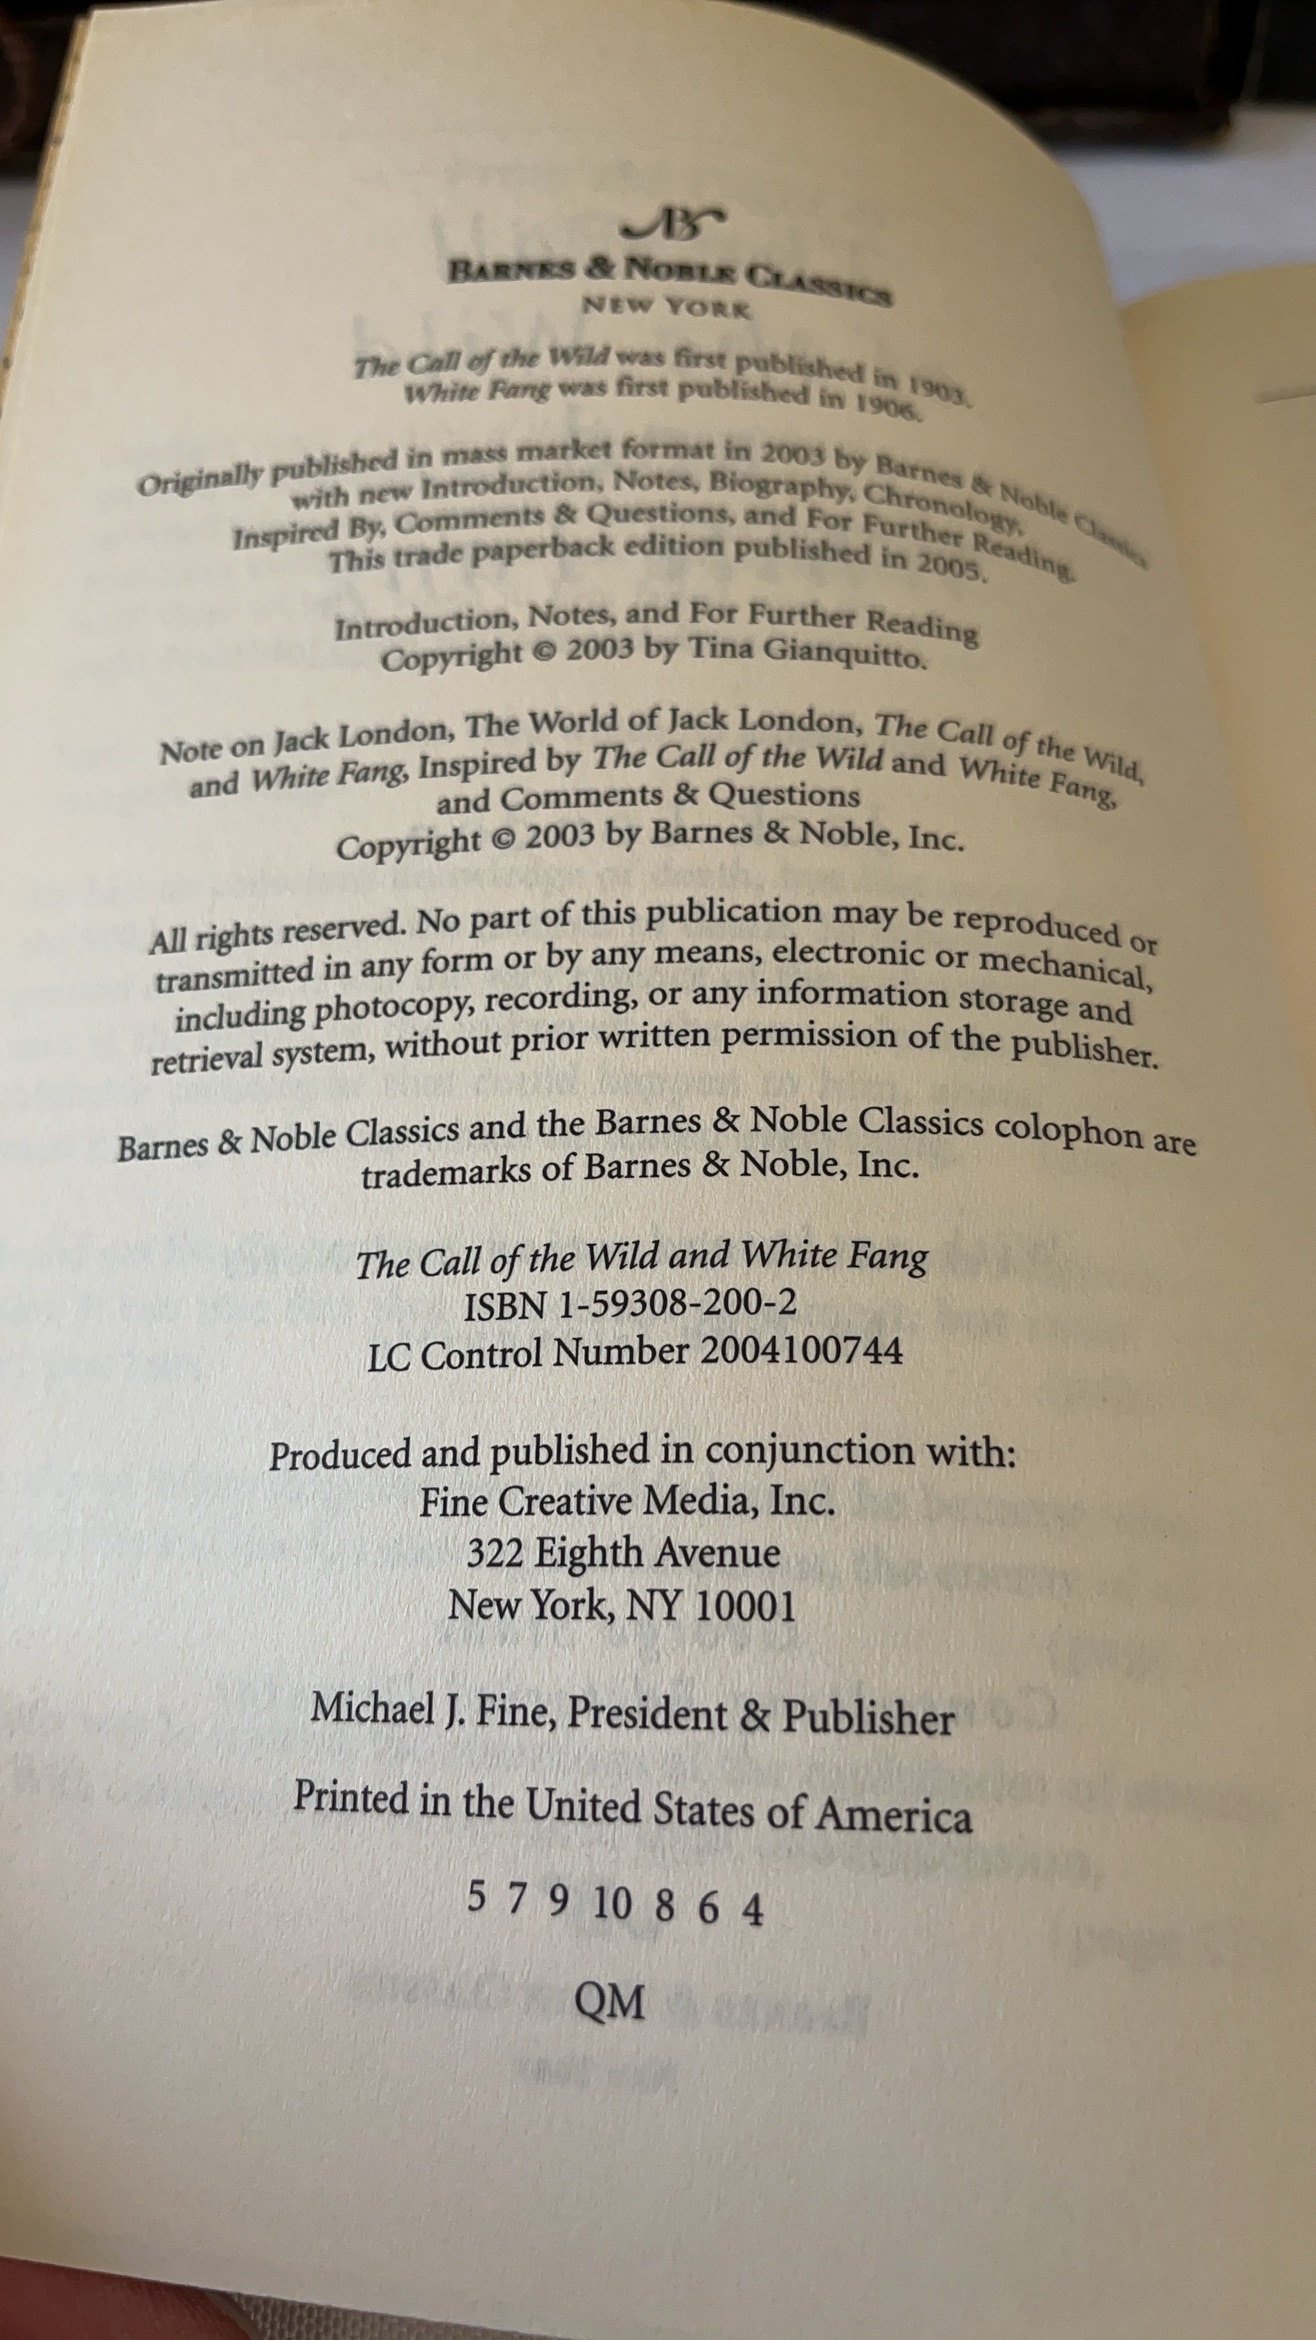 BARNES & NOBLE CLASSICS
NEW YORK
The Call of the Wild was first published in 1903.
White Fang was first published in 1906.
Originally published in mass market format in 2003 by Barnes & Noble Classics
with new Introduction, Notes, Biography, Chronology,
Inspired By, Comments & Questions, and For Further Reading.
This trade paperback edition published in 2005.
Introduction, Notes, and For Further Reading
Copyright © 2003 by Tina Gianquitto.
Note on Jack London, The World of Jack London, The Call of the Wild,
and White Fang, Inspired by The Call of the Wild and White Fang,
and Comments & Questions
Copyright © 2003 by Barnes & Noble, Inc.
All rights reserved. No part of this publication may be reproduced or
transmitted in any form or by any means, electronic or mechanical,
including photocopy, recording, or any information storage and
retrieval system, without prior written permission of the publisher.
Barnes & Noble Classics and the Barnes & Noble Classics colophon are
trademarks of Barnes & Noble, Inc.
The Call of the Wild and White Fang
ISBN 1-59308-200-2
LC Control Number 2004100744
Produced and published in conjunction with:
Fine Creative Media, Inc.
322 Eighth Avenue
New York, NY 10001
Michael J. Fine, President & Publisher
Printed in the United States of America
5 7 9 10 8 6 4
QM